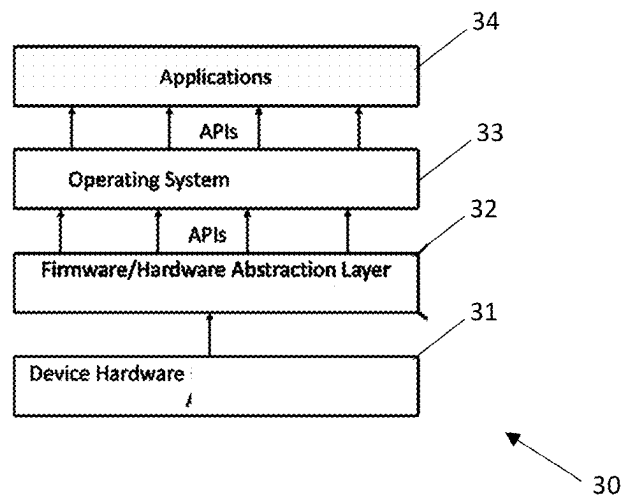 34
Applications
APIs
33
Operating System
32
APIs
Firmware/Hardware Abstraction Layer
31
Device Hardware
30